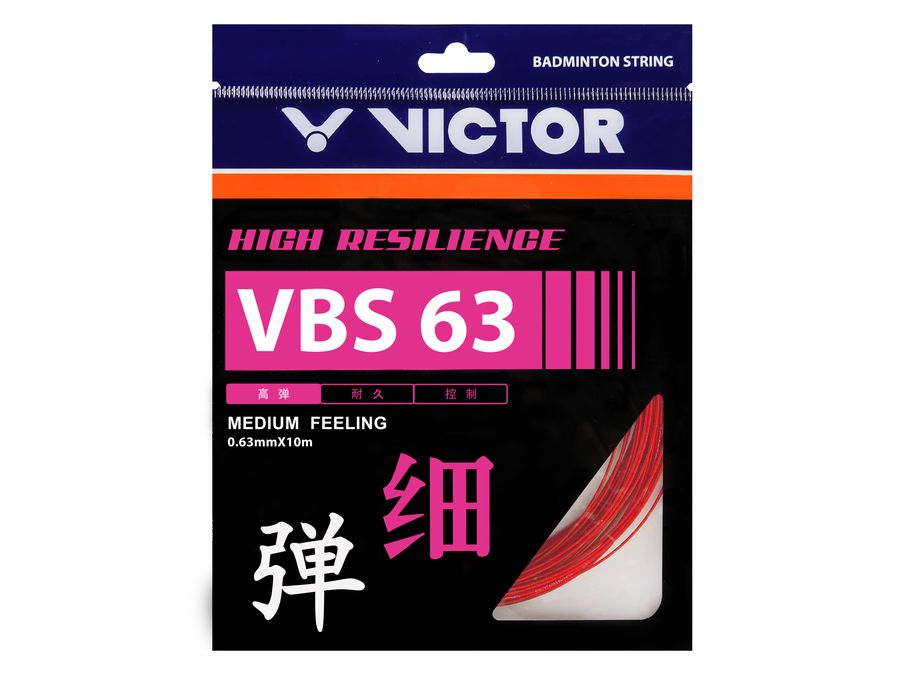 BADMINTON STRING
VICTOR
HIGH RESILIENCE
VBS 63
高弹 耐久 控制
MEDIUM FEELING
0.63mmX10m
细
弹